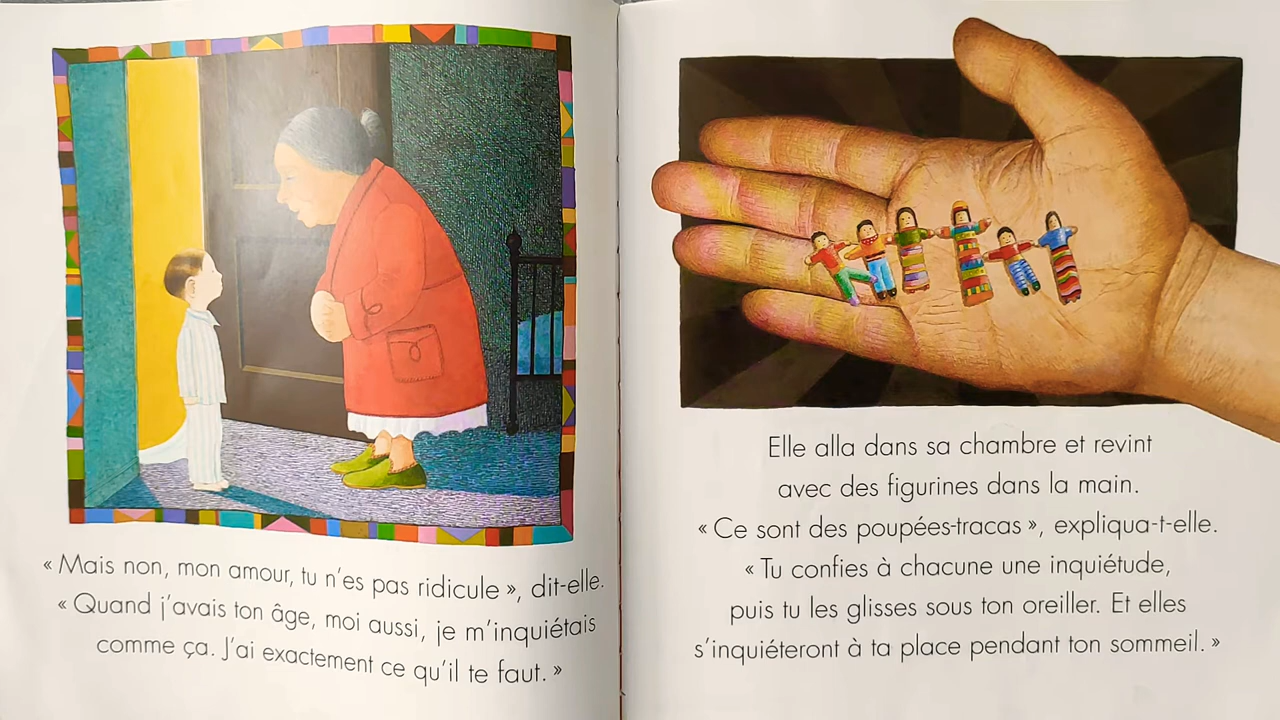 « Mais non, mon amour, tu n'es pas ridicule », dit-elle.
« Quand j'avais ton âge, moi aussi, je m'inquiétais
comme ça. J'ai exactement ce qu'il te faut. »
Elle alla dans sa chambre et revint
avec des figurines dans la main.
« Ce sont des poupées-tracas », expliqua-t-elle.
« Tu confies à chacune une inquiétude,
puis tu les glisses sous ton oreiller. Et elles
s'inquiéteront à ta place pendant ton sommeil. »